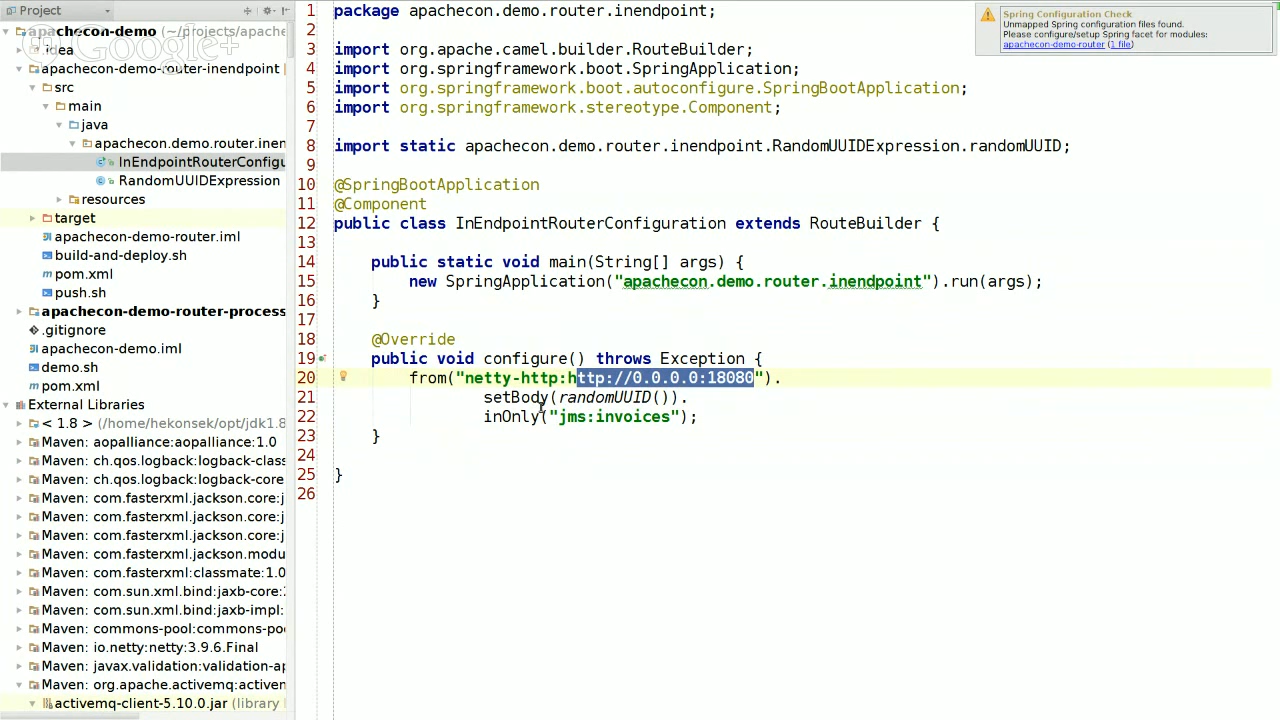 Project
apachecon-demo (~/projects/apache
.idea
Google+
apachecon-demo-router-inendpoint
src
main
java
apachecon.demo.router.inen
InEndpointRouterConfigu
RandomUUIDExpression
resources
target
apachecon-demo-router.iml
build-and-deploy.sh
pom.xml
push.sh
apachecon-demo-router-process
.gitignore
apachecon-demo.iml
demo.sh
pom.xml
External Libraries
< 1.8 > (/home/hekonsek/opt/jdk1.8
Maven: aopalliance:aopalliance:1.0
Maven: ch.qos.logback:logback-class
Maven: ch.qos.logback:logback-core
Maven: com.fasterxml.jackson.core:j
Maven: com.fasterxml.jackson.core:j
Maven: com.fasterxml.jackson.core:j
Maven: com.fasterxml.jackson.modu
Maven: com.fasterxml:classmate:1.0
Maven: com.sun.xml.bind:jaxb-core:2
Maven: com.sun.xml.bind:jaxb-impl:
Maven: commons-pool:commons-po
Maven: io.netty:netty:3.9.6.Final
Maven: javax.validation:validation-ap
Maven: org.apache.activemq:activen
activemq-client-5.10.0.jar (library
1 package apachecon.demo.router.inendpoint;
2
3 import org.apache.camel.builder.RouteBuilder;
4 import org.springframework.boot.SpringApplication;
5 import org.springframework.boot.autoconfigure.SpringBootApplication;
6 import org.springframework.stereotype.Component;
7
8 import static apachecon.demo.router.inendpoint.RandomUUIDExpression.randomUUID;
9
10 @SpringBootApplication
11 @Component
12 public class InEndpointRouterConfiguration extends RouteBuilder {
13
14 public static void main(String[] args) {
15 new SpringApplication("apachecon.demo.router.inendpoint").run(args);
16 }
17
18 @Override
19 public void configure() throws Exception {
20 from("netty-http:http://0.0.0.0:18080").
21 setBody(randomUUID()).
22 inOnly("jms:invoices");
23 }
24
25 }
26
Spring Configuration Check
Unmapped Spring configuration files found.
Please configure/setup Spring facet for modules:
apachecon-demo-router (1 file)